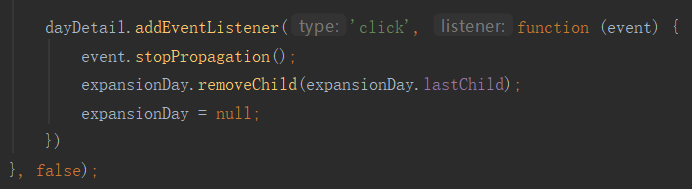 dayDetail.addEventListener( type: 'click', listener: function (event) {
event.stopPropagation();
expansionDay.removeChild(expansionDay.lastChild);
expansionDay = null;
})
}, false);